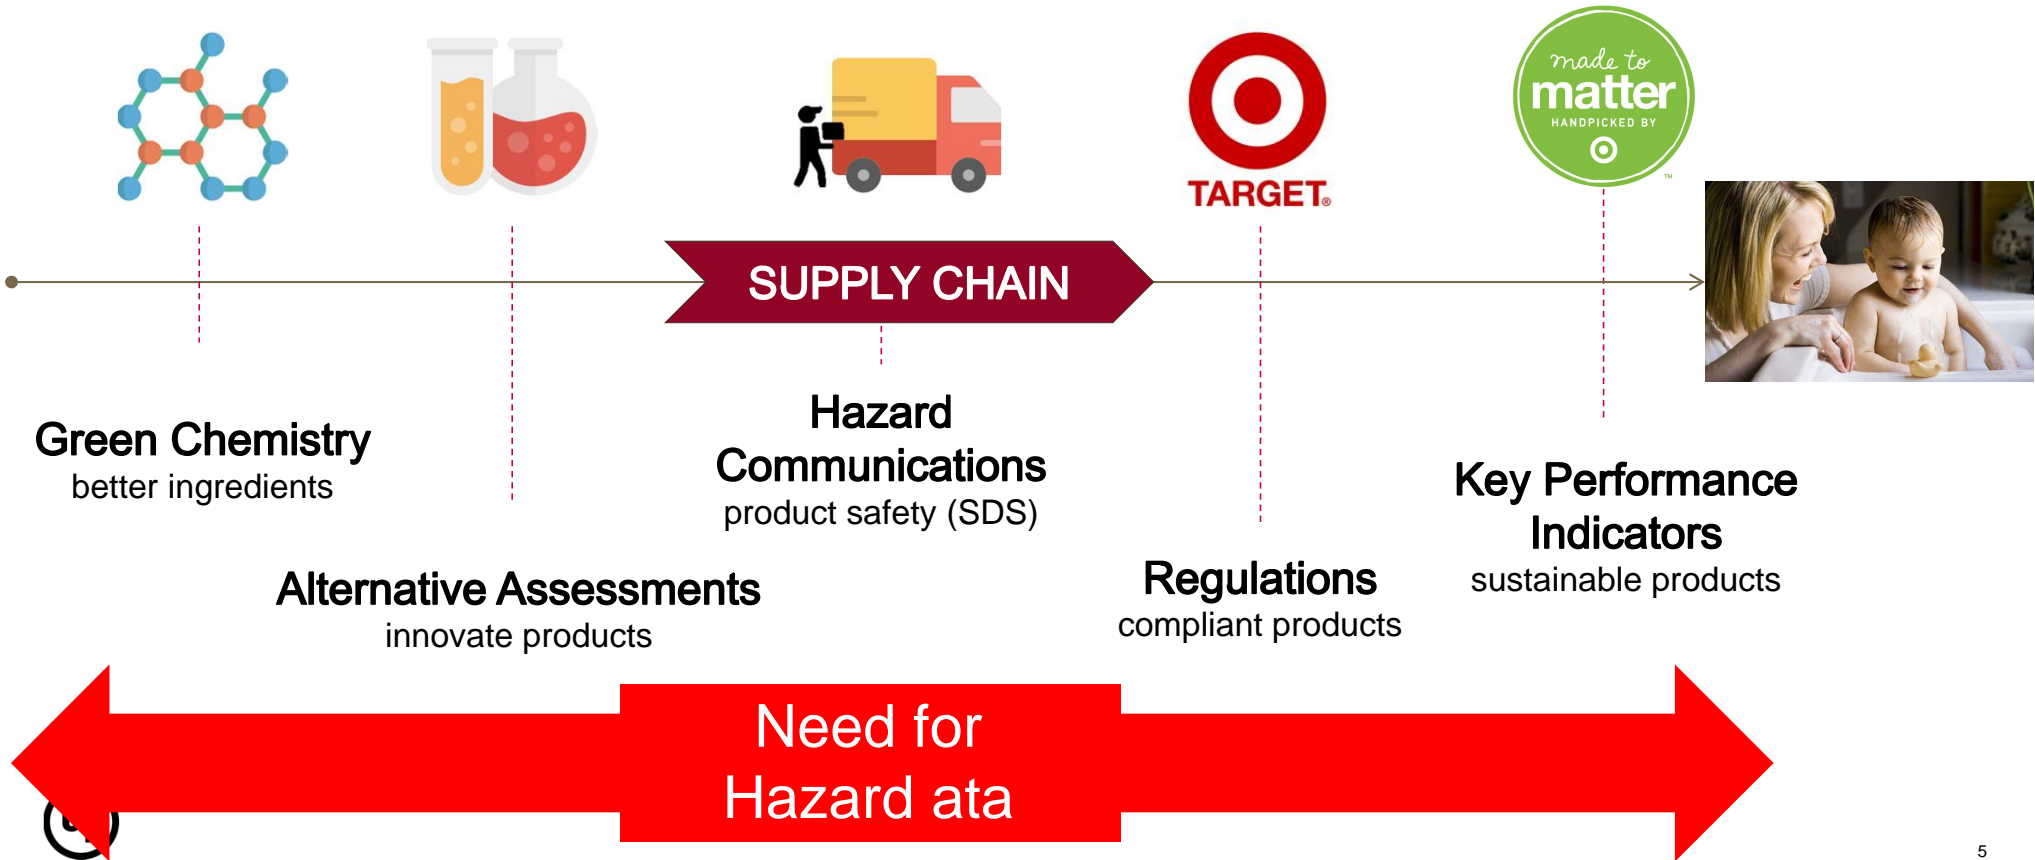 made to
matter
HANDPICKED BY
TM
TARGET®
SUPPLY CHAIN
Green Chemistry
better ingredients
Alternative Assessments
innovate products
Hazard
Communications
product safety (SDS)
Regulations
compliant products
Key Performance
Indicators
sustainable products
Need for
Hazard ata
5